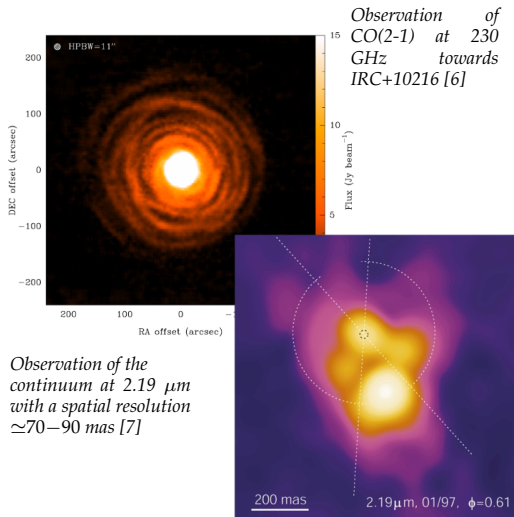 Observation of
CO(2-1) at 230
GHz towards
IRC+10216 [6]
HPBW=11"
200
100
0
−100
−200
DEC offset (arcsec)
200
100
0
RA offset (arcsec)
15
10
5
Flux (Jy beam⁻¹)
Observation of the
continuum at 2.19 μm
with a spatial resolution
≃70−90 mas [7]
200 mas
2.19μm, 01/97, ϕ=0.61